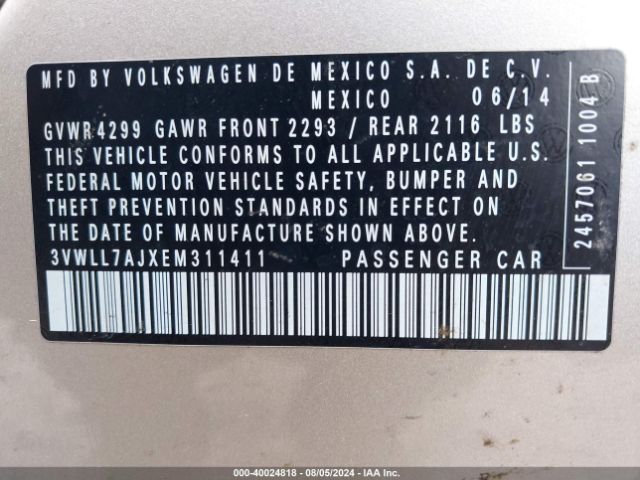 MFD BY VOLKSWAGEN DE MEXICO S.A. DE C.V.
MEXICO 06/14
GVWR 4299 GAWR FRONT 2293 / REAR 2116 LBS
THIS VEHICLE CONFORMS TO ALL APPLICABLE U.S.
FEDERAL MOTOR VEHICLE SAFETY, BUMPER AND
THEFT PREVENTION STANDARDS IN EFFECT ON
THE DATE OF MANUFACTURE SHOWN ABOVE.
3VWLL7AJXEM311411 PASSENGER CAR
2457061 1004 B
000-40024818 - 08/05/2024 - IAAI.COM